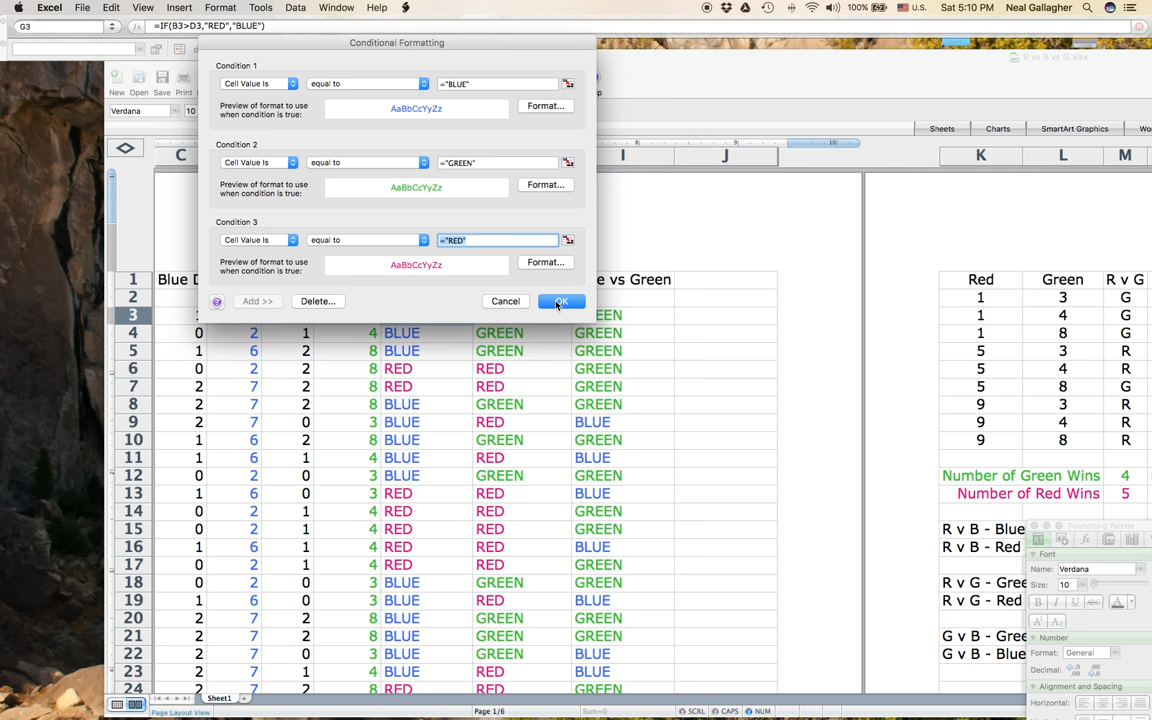 Excel File Edit View Insert Format Tools Data Window Help 100% U.S. Sat 5:10 PM Neal Gallagher
G3 fx =IF(B3>D3,"RED","BLUE")
Conditional Formatting
R vs B vs G.xlsx
New Open Save Print
Verdana 10
Sheets Charts SmartArt Graphics
Condition 1
Cell Value Is equal to ="BLUE"
Preview of format to use when condition is true: AaBbCcYyZz Format...
Condition 2
Cell Value Is equal to ="GREEN"
Preview of format to use when condition is true: AaBbCcYyZz Format...
Condition 3
Cell Value Is equal to ="RED"
Preview of format to use when condition is true: AaBbCcYyZz Format...
? Add >> Delete... Cancel OK
C I J K L M
1 Blue D e vs Green Red Green R v G
2 1 3 G
3 EEN 1 4 G
4 0 2 1 4 BLUE GREEN GREEN 1 8 G
5 1 6 2 8 BLUE GREEN GREEN 5 3 R
6 0 2 2 8 RED RED GREEN 5 4 R
7 2 7 2 8 RED RED GREEN 5 8 G
8 2 7 2 8 BLUE GREEN GREEN 9 3 R
9 2 7 0 3 BLUE RED BLUE 9 4 R
10 1 6 2 8 BLUE GREEN GREEN 9 8 R
11 1 6 1 4 BLUE RED BLUE
12 0 2 0 3 BLUE GREEN GREEN Number of Green Wins 4
13 1 6 0 3 RED RED BLUE Number of Red Wins 5
14 0 2 1 4 RED RED GREEN
15 0 2 1 4 RED RED GREEN R v B - Blue
16 1 6 1 4 RED RED BLUE R v B - Red
17 0 2 1 4 RED RED GREEN
18 0 2 0 3 BLUE GREEN GREEN R v G - Gree
19 1 6 0 3 BLUE RED BLUE R v G - Red
20 2 7 2 8 BLUE GREEN GREEN
21 2 7 2 8 BLUE GREEN GREEN G v B - Gree
22 2 7 0 3 BLUE GREEN BLUE G v B - Blue
23 2 7 1 4 BLUE RED BLUE
24 2 7 2 8 RED RED GREEN
Formatting Palette
Font
Name: Verdana
Size: 10
B I U ABC A
A A
Number
Format: General
Decimal:
Alignment and Spacing
Horizontal:
Sheet1
Page Layout View Page 1/6 Sum=0 SCRL CAPS NUM